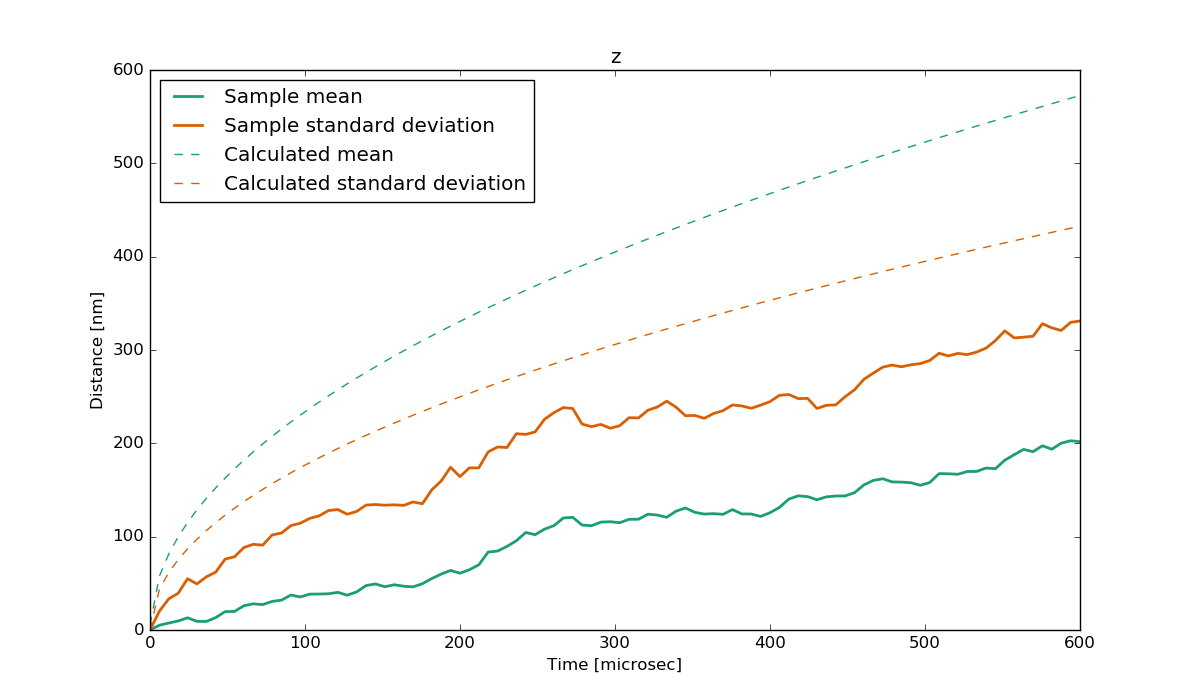 z
600
Sample mean
Sample standard deviation
Calculated mean
Calculated standard deviation
500
400
300
200
100
0
Distance [nm]
0 100 200 300 400 500 600
Time [microsec]